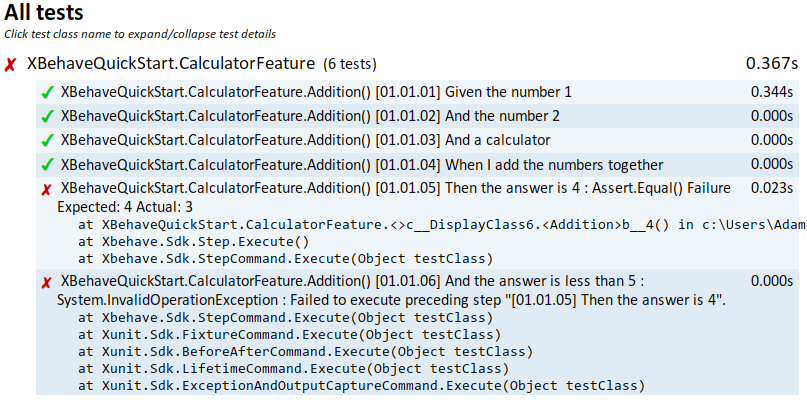 All tests
Click test class name to expand/collapse test details
✗ XBehaveQuickStart.CalculatorFeature (6 tests) 0.367s
✓ XBehaveQuickStart.CalculatorFeature.Addition() [01.01.01] Given the number 1 0.344s
✓ XBehaveQuickStart.CalculatorFeature.Addition() [01.01.02] And the number 2 0.000s
✓ XBehaveQuickStart.CalculatorFeature.Addition() [01.01.03] And a calculator 0.000s
✓ XBehaveQuickStart.CalculatorFeature.Addition() [01.01.04] When I add the numbers together 0.000s
✗ XBehaveQuickStart.CalculatorFeature.Addition() [01.01.05] Then the answer is 4 : Assert.Equal() Failure 0.023s
Expected: 4 Actual: 3
at XBehaveQuickStart.CalculatorFeature.<>c__DisplayClass6.<Addition>b__4() in c:\Users\Adam
at Xbehave.Sdk.Step.Execute()
at Xbehave.Sdk.StepCommand.Execute(Object testClass)
✗ XBehaveQuickStart.CalculatorFeature.Addition() [01.01.06] And the answer is less than 5 : 0.000s
System.InvalidOperationException : Failed to execute preceding step "[01.01.05] Then the answer is 4".
at Xbehave.Sdk.StepCommand.Execute(Object testClass)
at Xunit.Sdk.FixtureCommand.Execute(Object testClass)
at Xunit.Sdk.BeforeAfterCommand.Execute(Object testClass)
at Xunit.Sdk.LifetimeCommand.Execute(Object testClass)
at Xunit.Sdk.ExceptionAndOutputCaptureCommand.Execute(Object testClass)